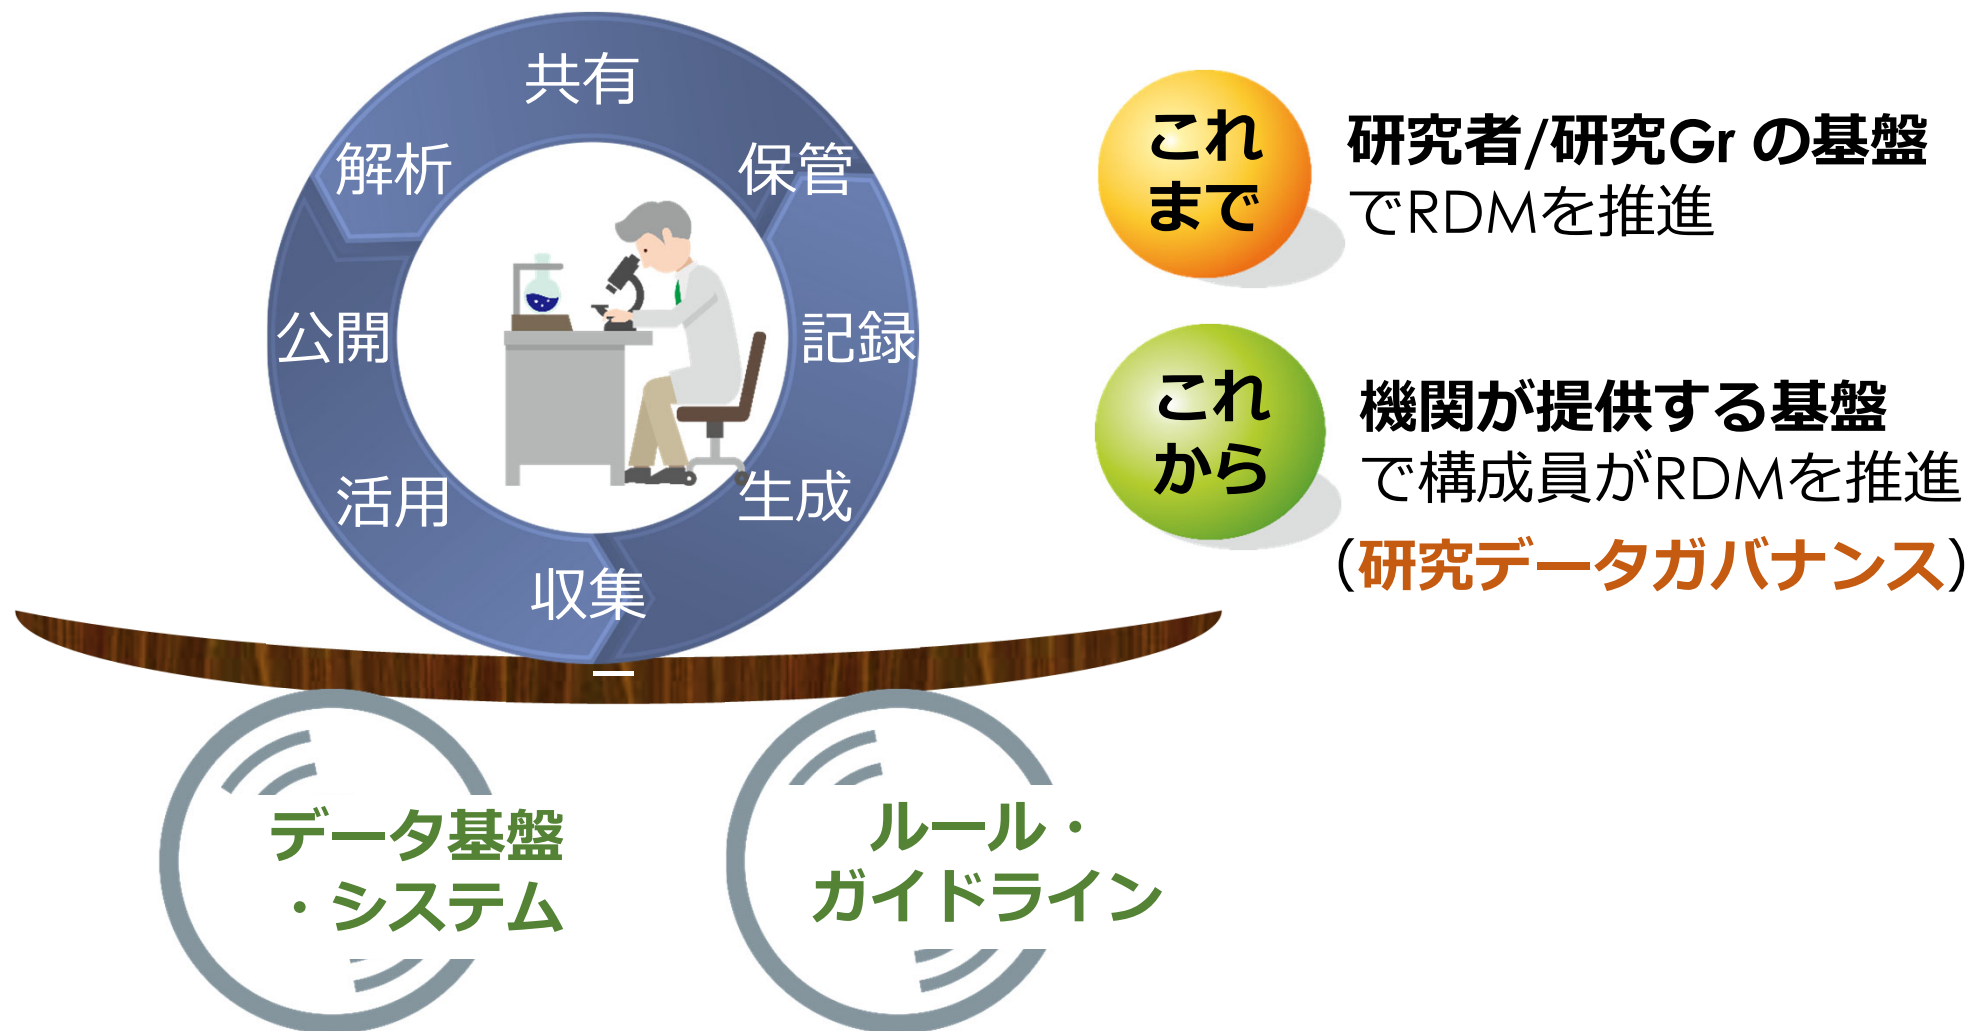 共有
解析
保管
公開
記録
活用
生成
収集
これ
まで
研究者/研究Gr の基盤
でRDMを推進
これ
から
機関が提供する基盤
で構成員がRDMを推進
（研究データガバナンス）
データ基盤
・システム
ルール・
ガイドライン